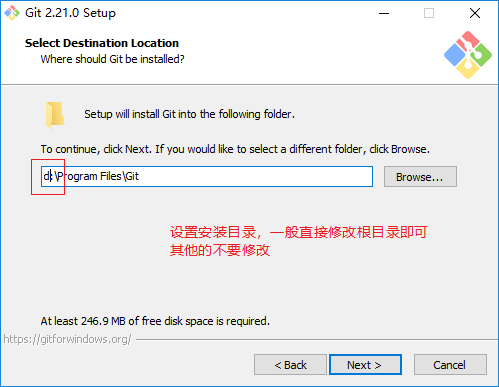 Git 2.21.0 Setup
Select Destination Location
Where should Git be installed?
Setup will install Git into the following folder.
To continue, click Next. If you would like to select a different folder, click Browse.
d:\Program Files\Git
Browse...
设置安装目录，一般直接修改根目录即可
其他的不要修改
At least 246.9 MB of free disk space is required.
https://gitforwindows.org/
< Back
Next >
Cancel